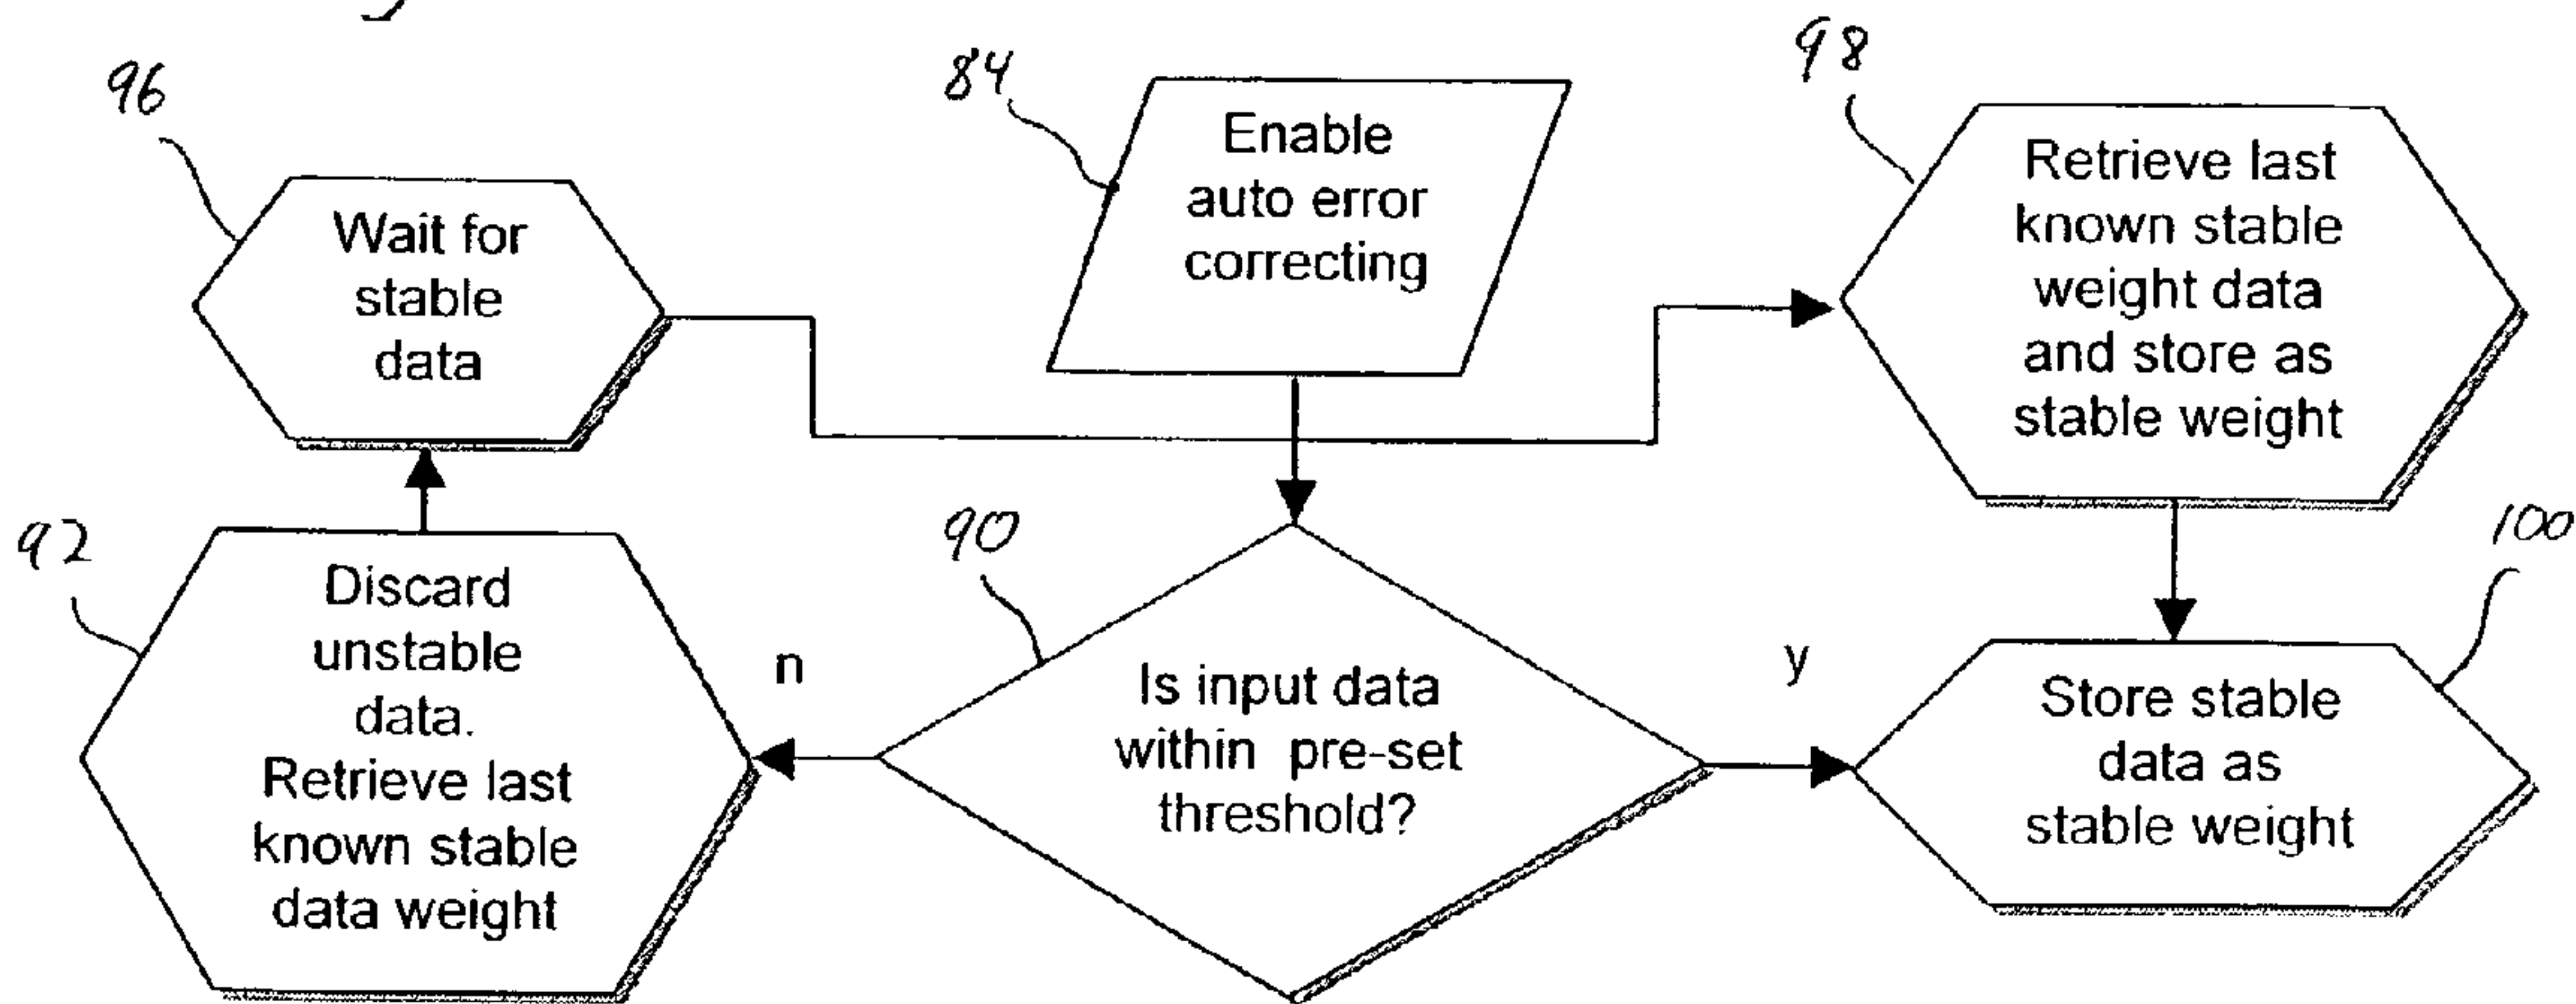 96
Wait for
stable
data
84
Enable
auto error
correcting
98
Retrieve last
known stable
weight data
and store as
stable weight
92
Discard
unstable
data.
Retrieve last
known stable
data weight
n
90
Is input data
within pre-set
threshold?
y
100
Store stable
data as
stable weight